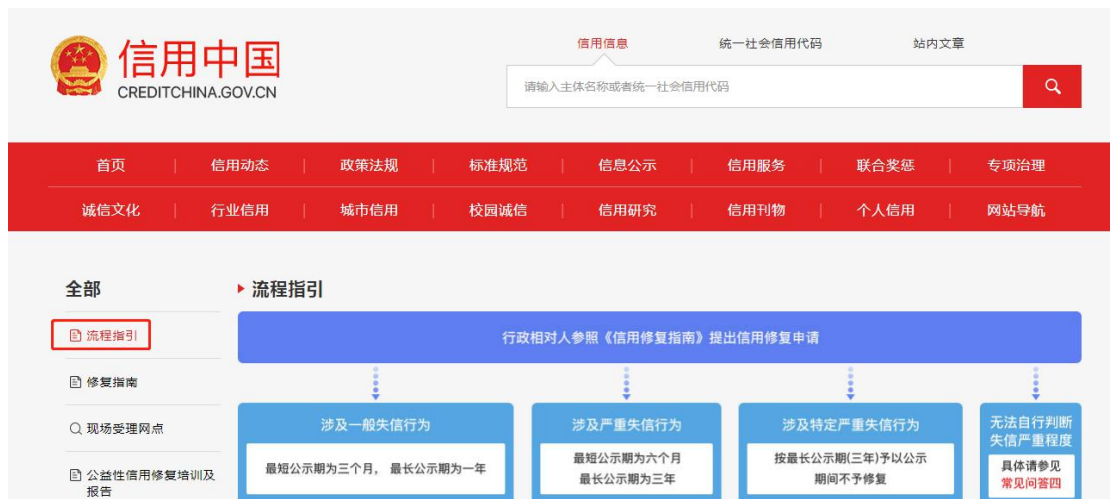 信用中国
CREDITCHINA.GOV.CN
信用信息 统一社会信用代码 站内文章
请输入主体名称或者统一社会信用代码
首页 信用动态 政策法规 标准规范 信息公示 信用服务 联合奖惩 专项治理
诚信文化 行业信用 城市信用 校园诚信 信用研究 信用刊物 个人信用 网站导航
全部
流程指引
修复指南
现场受理网点
公益性信用修复培训及
报告
流程指引
行政相对人参照《信用修复指南》提出信用修复申请
涉及一般失信行为
最短公示期为三个月, 最长公示期为一年
涉及严重失信行为
最短公示期为六个月
最长公示期为三年
涉及特定严重失信行为
按最长公示期(三年)予以公示
期间不予修复
无法自行判断
失信严重程度
具体请参见
常见问答四